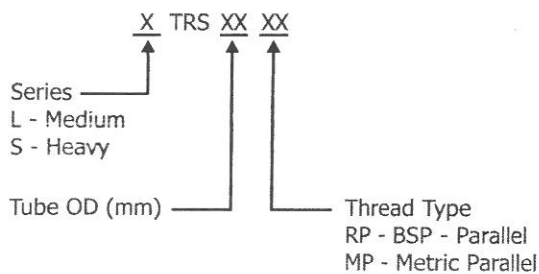 X TRS XX XX
Series
L - Medium
S - Heavy
Tube OD (mm)
Thread Type
RP - BSP - Parallel
MP - Metric Parallel